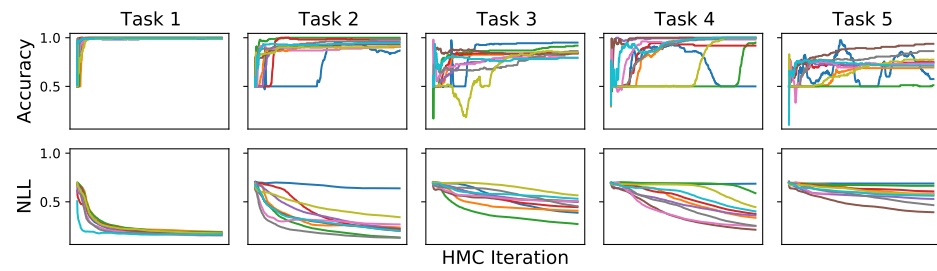 Task 1 Task 2 Task 3 Task 4 Task 5
Accuracy
1.0
0.5
NLL
1.0
0.5
HMC Iteration